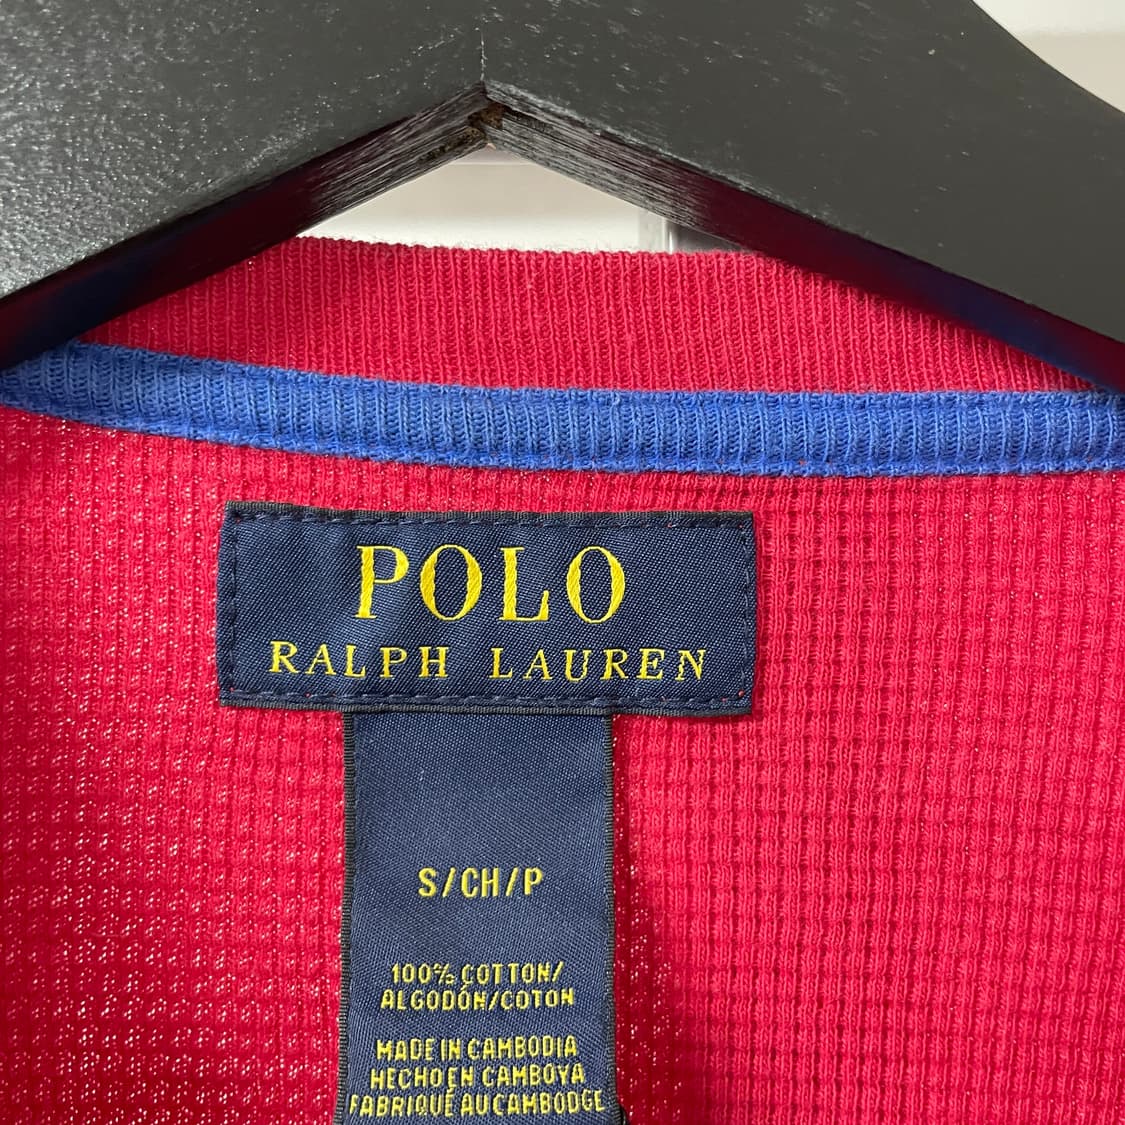 POLO
RALPH LAUREN
S/CH/P
100% COTTON/
ALGODÓN/COTON
MADE IN CAMBODIA
HECHO EN CAMBOYA
FABRIQUÉ AU CAMBODGE